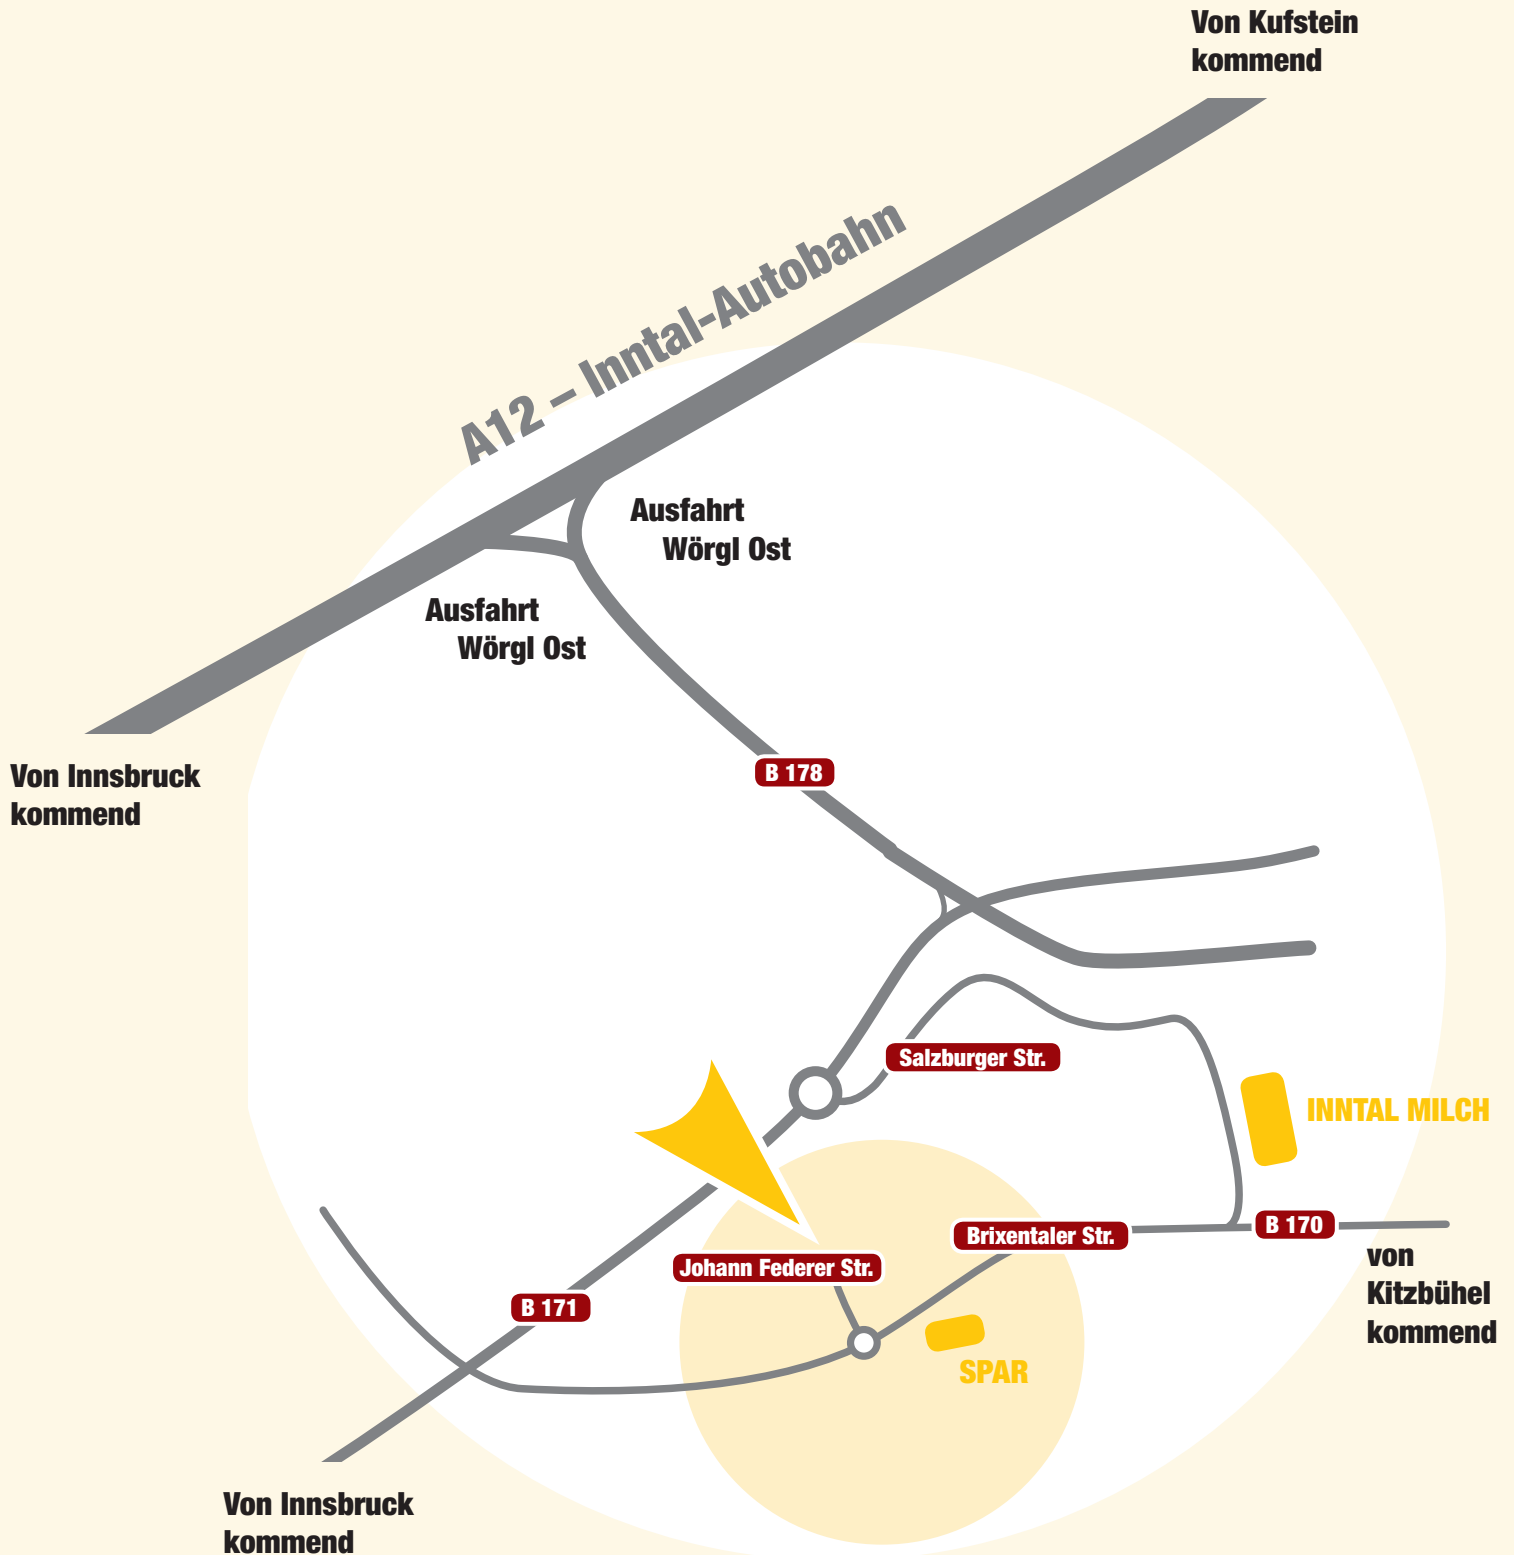 Von Kufstein
kommend
A12 – Inntal-Autobahn
Ausfahrt
Wörgl Ost
Ausfahrt
Wörgl Ost
Von Innsbruck
kommend
B 178
Salzburger Str.
INNTAL MILCH
B 170
Brixentaler Str.
von
Kitzbühel
kommend
Johann Federer Str.
B 171
SPAR
Von Innsbruck
kommend